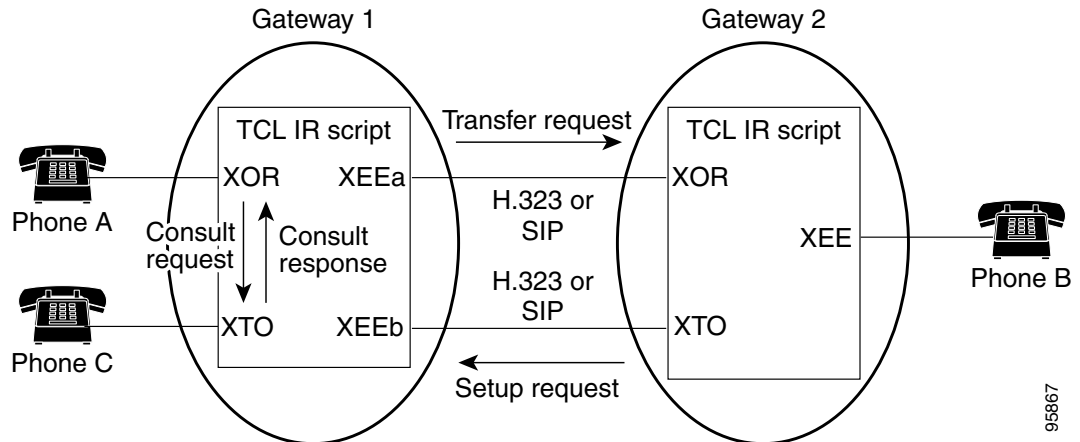 Gateway 1
Gateway 2
TCL IR script
Transfer request
TCL IR script
XOR
XEEa
XOR
Phone A
Consult
request
Consult
response
H.323 or
SIP
XEE
Phone B
H.323 or
SIP
XTO
XEEb
XTO
Phone C
Setup request
95867